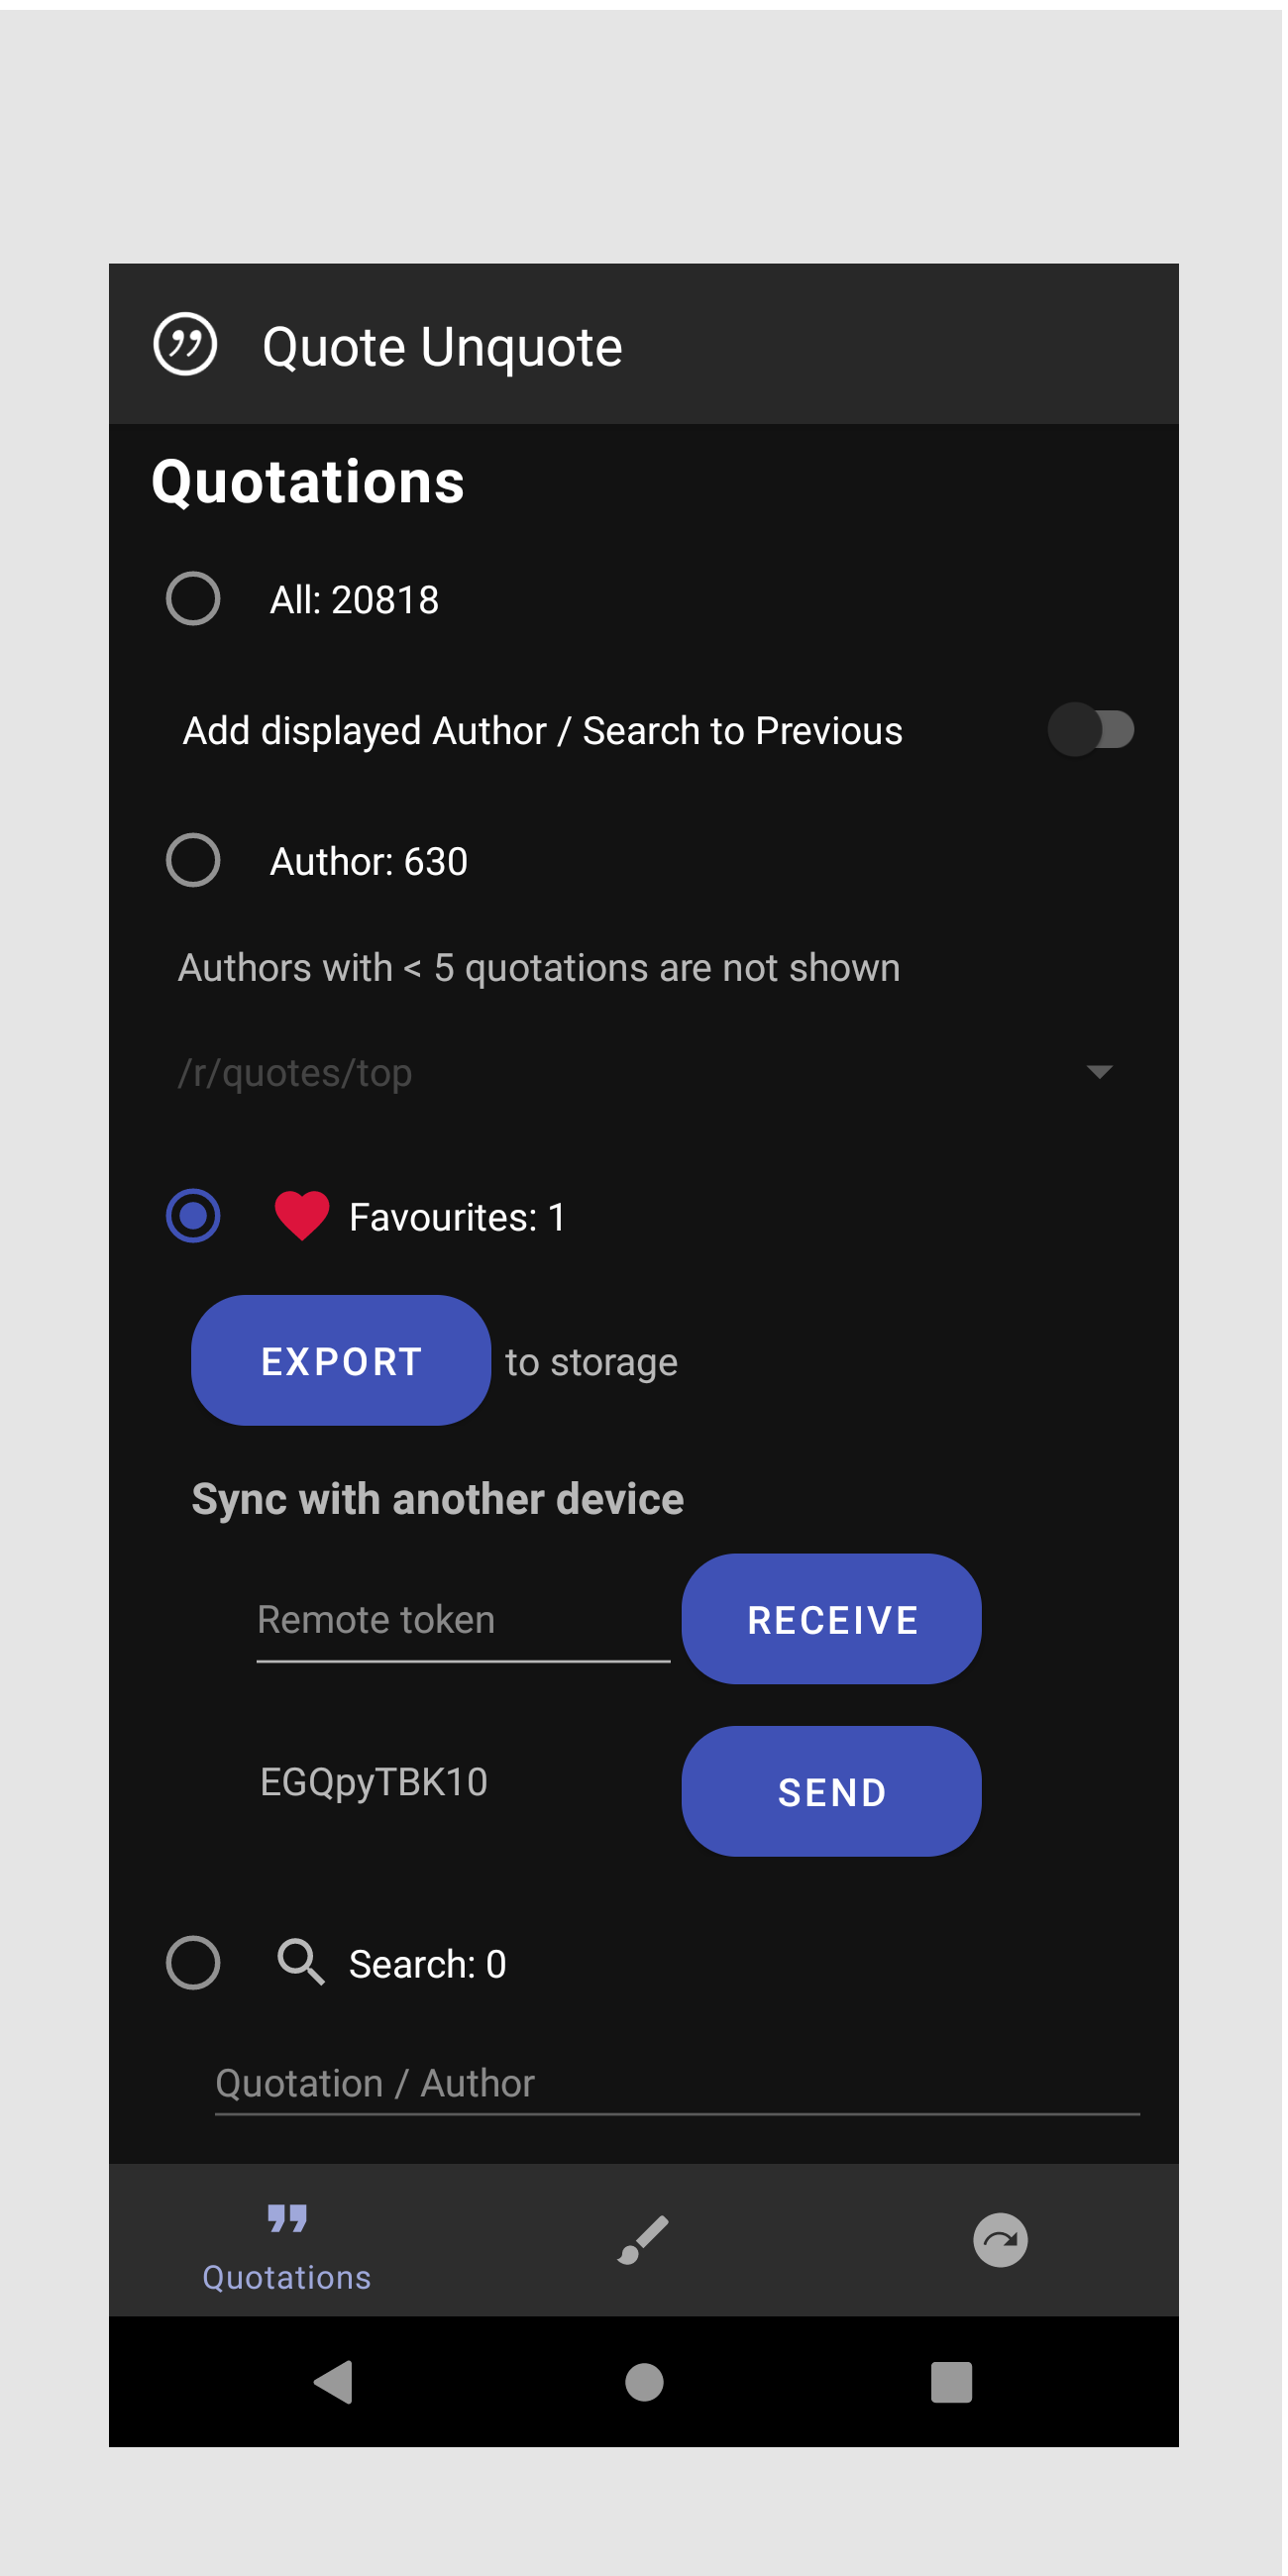 Quote Unquote
Quotations
All: 20818
Add displayed Author / Search to Previous
Author: 630
Authors with < 5 quotations are not shown
/r/quotes/top
Favourites: 1
EXPORT to storage
Sync with another device
Remote token RECEIVE
EGQpyTBK10 SEND
Search: 0
Quotation / Author
Quotations